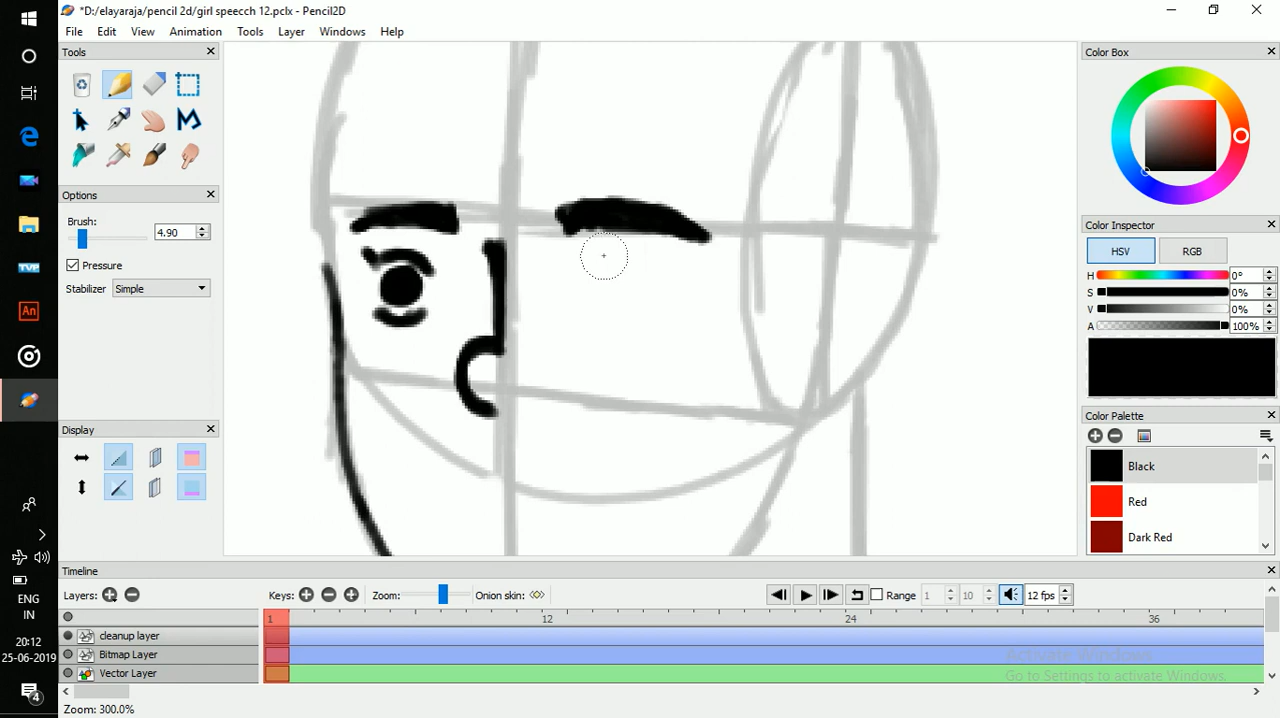 *D:/elayaraja/pencil 2d/girl speecch 12.pclx - Pencil2D
File Edit View Animation Tools Layer Windows Help
Tools
Options
Brush:
4.90
Pressure
Stabilizer Simple
Display
Color Box
Color Inspector
HSV RGB
H 0°
S 0%
V 0%
A 100%
Color Palette
Black
Red
Dark Red
Timeline
Layers: Keys: Zoom: Onion skin: Range 1 10 12 fps
1 12 24 36
cleanup layer
Bitmap Layer
Vector Layer
Activate Windows
Go to Settings to activate Windows.
Zoom: 300.0%
TVP
An
ENG
IN
20:12
25-06-2019
4